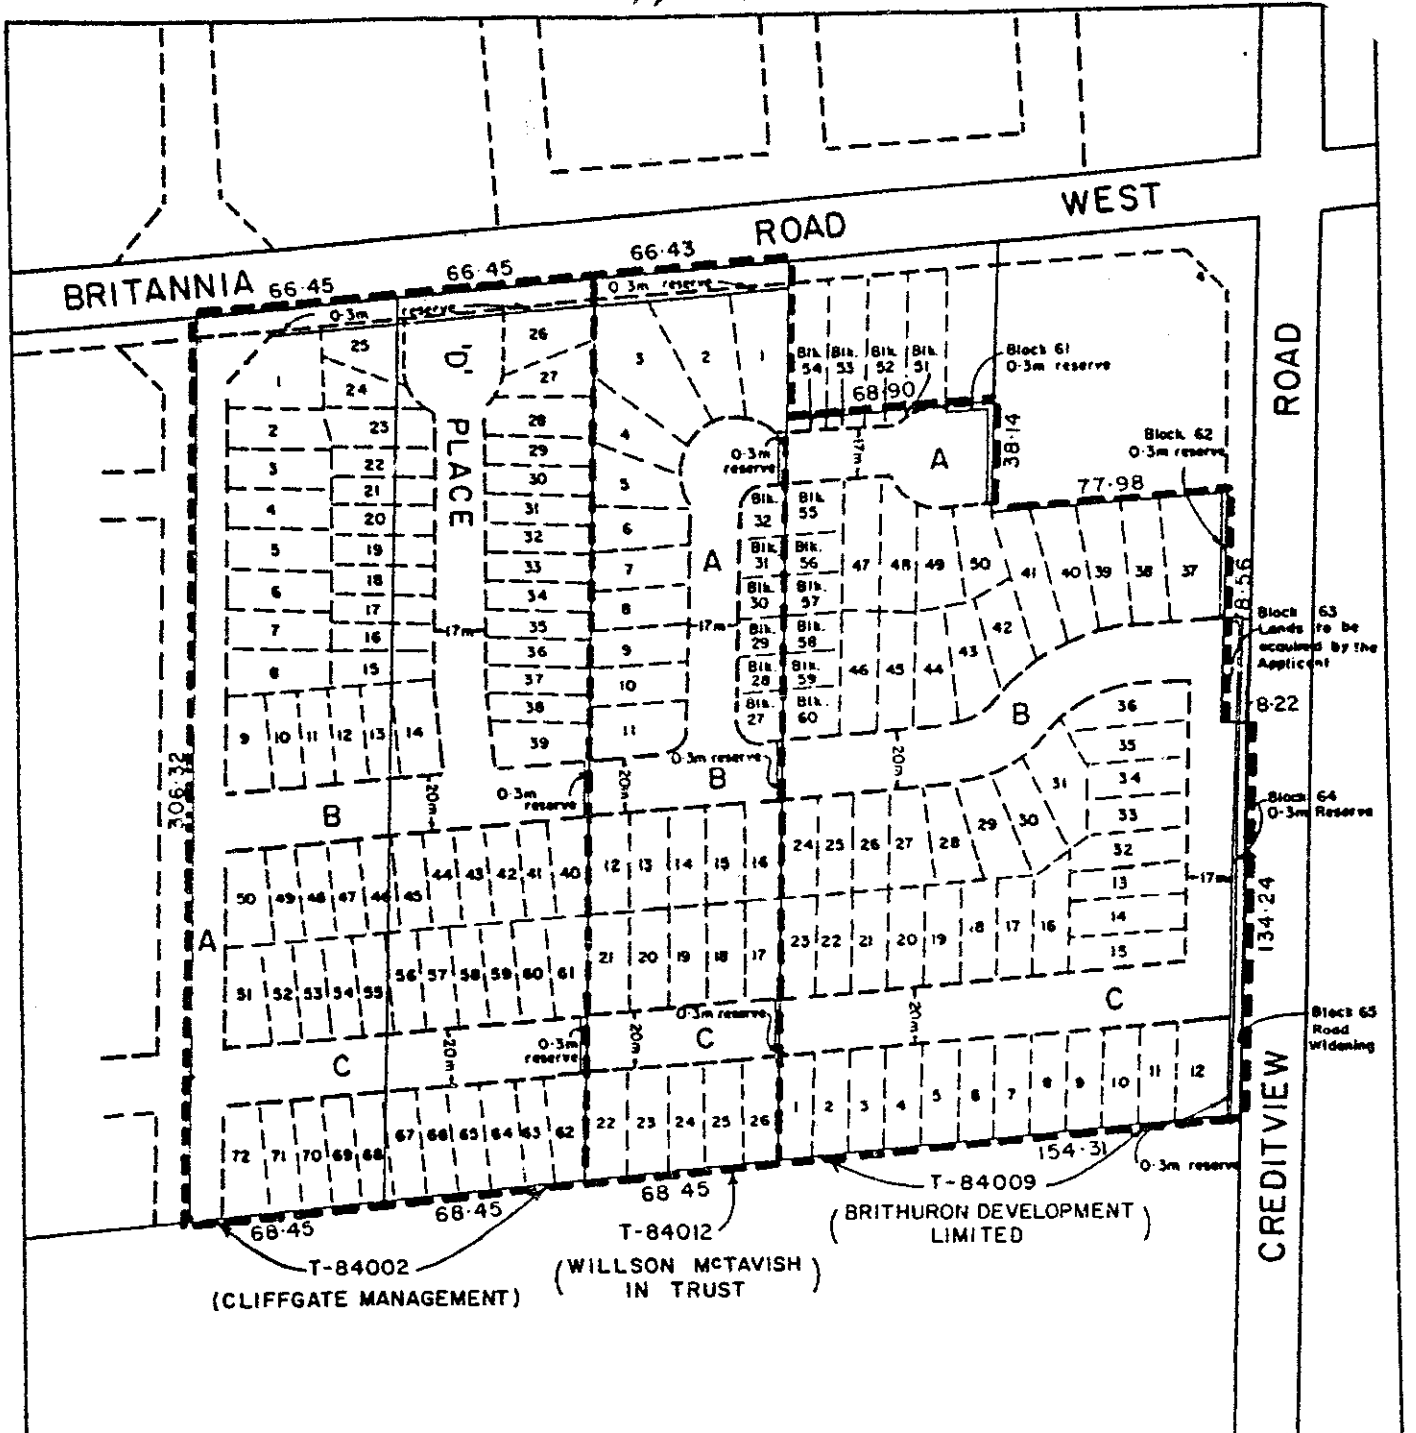 BRITANNIA
ROAD
WEST
66·45
66·45
66·43
0·3m reserve
0·3m reserve
'D'
PLACE
25
26
24
27
1
3
2
1
Blk. 54
Blk. 53
Blk. 52
Blk. 51
Block 61
0·3m reserve
68·90
38·14
2
23
28
4
0·3m
reserve
17m
A
Block 62
0·3m reserve
77·98
3
22
29
4
21
30
5
20
31
6
5
19
32
7
6
18
33
8
7
17
34
9
8
16
35
10
15
36
11
37
38
39
17m
17m
A
Blk. 32
Blk. 31
Blk. 30
Blk. 29
Blk. 28
Blk. 27
Blk. 55
Blk. 56
Blk. 57
Blk. 58
Blk. 59
Blk. 60
47
48
49
50
41
40
39
38
37
46
45
44
43
42
8·56
Block 63
Lands to be
acquired by the
Applicant
8·22
9
10
11
12
13
14
306·32
20m
0·3m
reserve
20m
0·3m reserve
20m
B
B
B
36
35
34
33
32
13
14
15
31
30
29
28
27
26
25
24
Block 64
0·3m Reserve
17m
134·24
50
49
48
47
46
45
44
43
42
41
40
12
13
14
15
16
A
51
52
53
54
55
56
57
58
59
60
61
21
20
19
18
17
23
22
21
20
19
18
17
16
C
20m
0·3m
reserve
20m
C
0·3m reserve
20m
C
Block 65
Road
Widening
72
71
70
69
68
67
66
65
64
63
62
22
23
24
25
26
1
2
3
4
5
6
7
8
9
10
11
12
68·45
68·45
68 45
154·31
0·3m reserve
T-84002
(CLIFFGATE MANAGEMENT)
T-84012
(WILLSON McTAVISH
IN TRUST)
T-84009
(BRITHURON DEVELOPMENT
LIMITED)
CREDITVIEW
ROAD